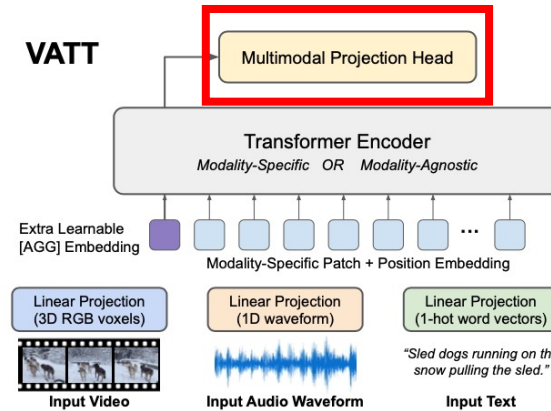 VATT
Multimodal Projection Head
Transformer Encoder
Modality-Specific OR Modality-Agnostic
Extra Learnable
[AGG] Embedding
...
Modality-Specific Patch + Position Embedding
Linear Projection
(3D RGB voxels)
Linear Projection
(1D waveform)
Linear Projection
(1-hot word vectors)
“Sled dogs running on
snow pulling the sled.”
Input Video
Input Audio Waveform
Input Text